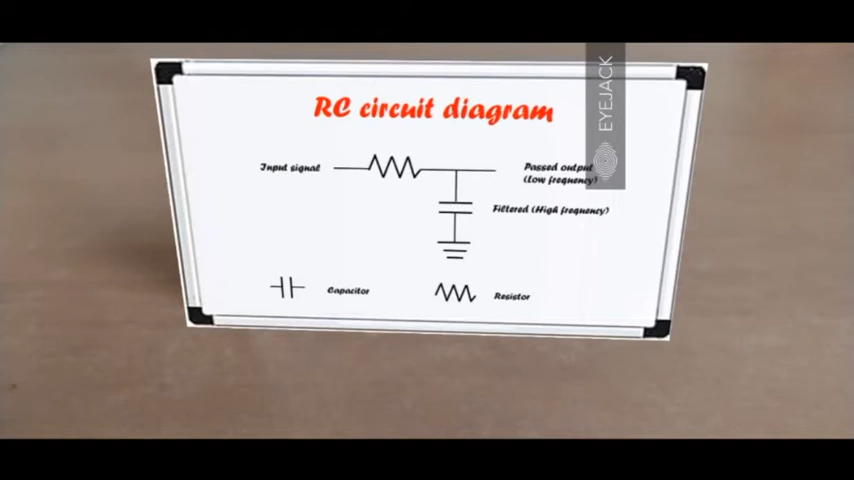 RC circuit diagram
Input signal
Passed output
(Low frequency)
Filtered (High frequency)
Capacitor
Resistor
EYEJACK